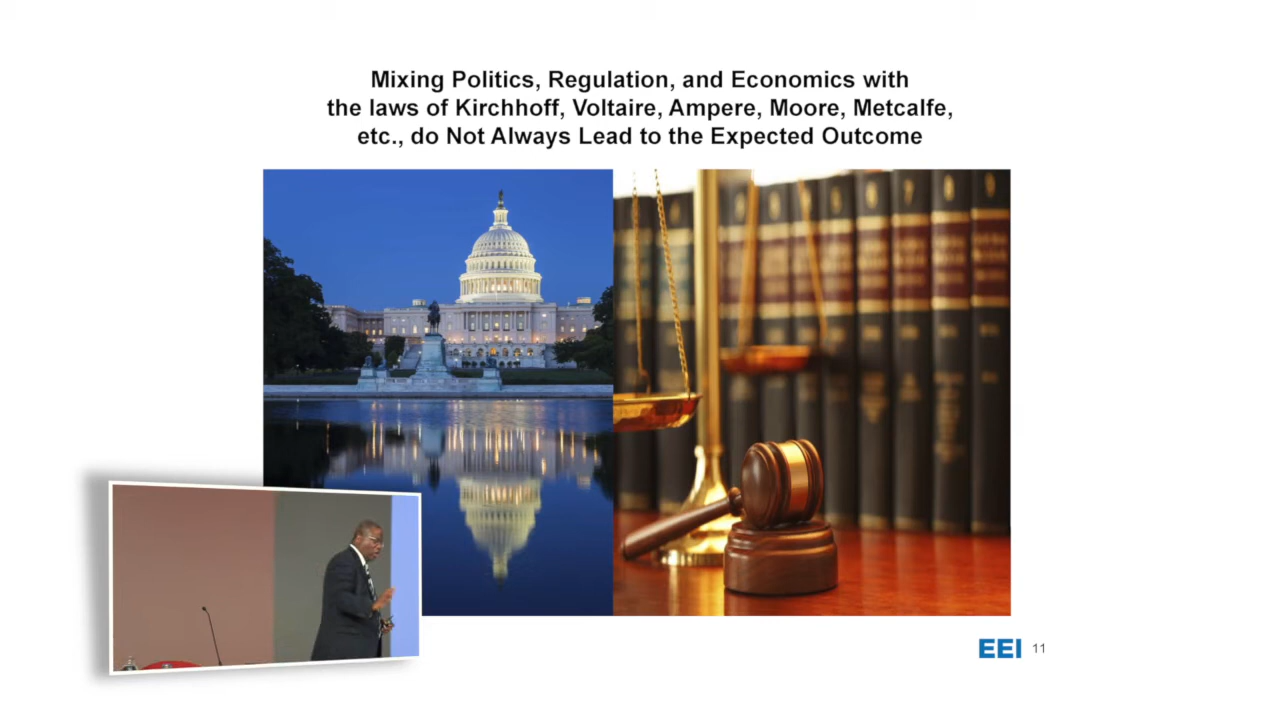 Mixing Politics, Regulation, and Economics with
the laws of Kirchhoff, Voltaire, Ampere, Moore, Metcalfe,
etc., do Not Always Lead to the Expected Outcome
EEI 11